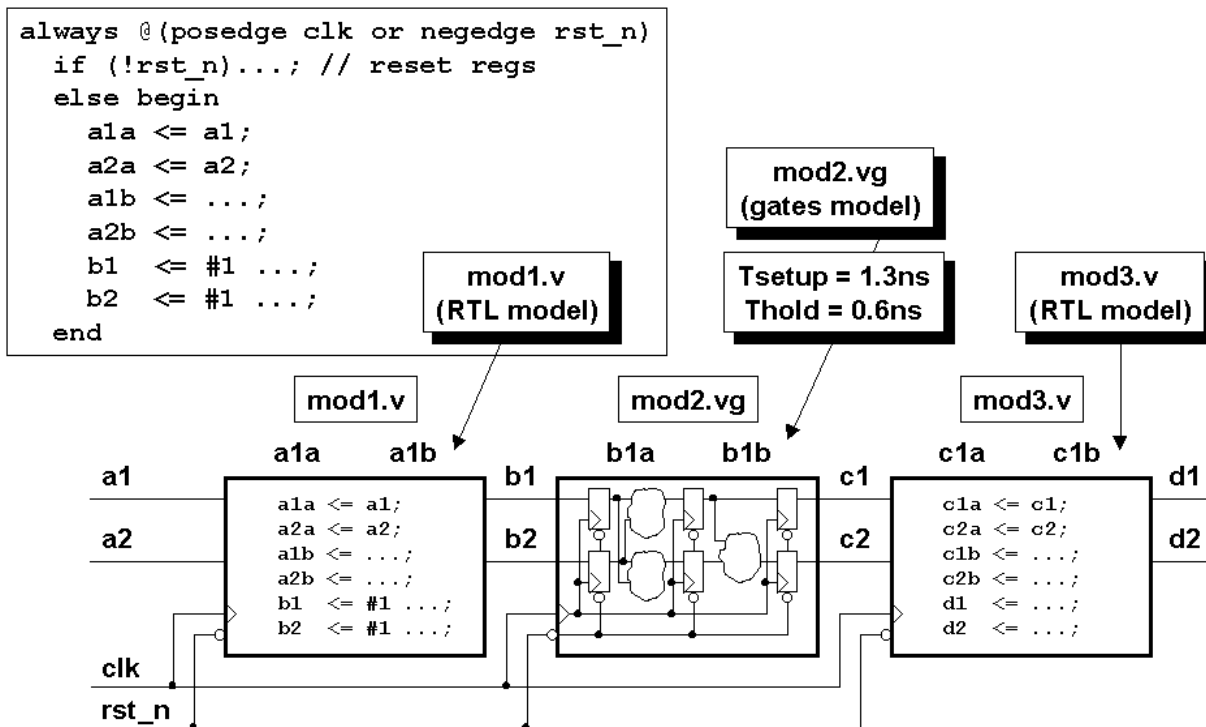 always @(posedge clk or negedge rst_n)
if (!rst_n)...; // reset regs
else begin
a1a <= a1;
a2a <= a2;
a1b <= ...;
a2b <= ...;
b1 <= #1 ...;
b2 <= #1 ...;
end
mod1.v
(RTL model)
mod2.vg
(gates model)
Tsetup = 1.3ns
Thold = 0.6ns
mod3.v
(RTL model)
mod1.v
mod2.vg
mod3.v
a1a a1b
b1a b1b
c1a c1b
a1
a2
a1a <= a1;
a2a <= a2;
a1b <= ...;
a2b <= ...;
b1 <= #1 ...;
b2 <= #1 ...;
b1
b2
c1
c2
c1a <= c1;
c2a <= c2;
c1b <= ...;
c2b <= ...;
d1 <= ...;
d2 <= ...;
d1
d2
clk
rst_n